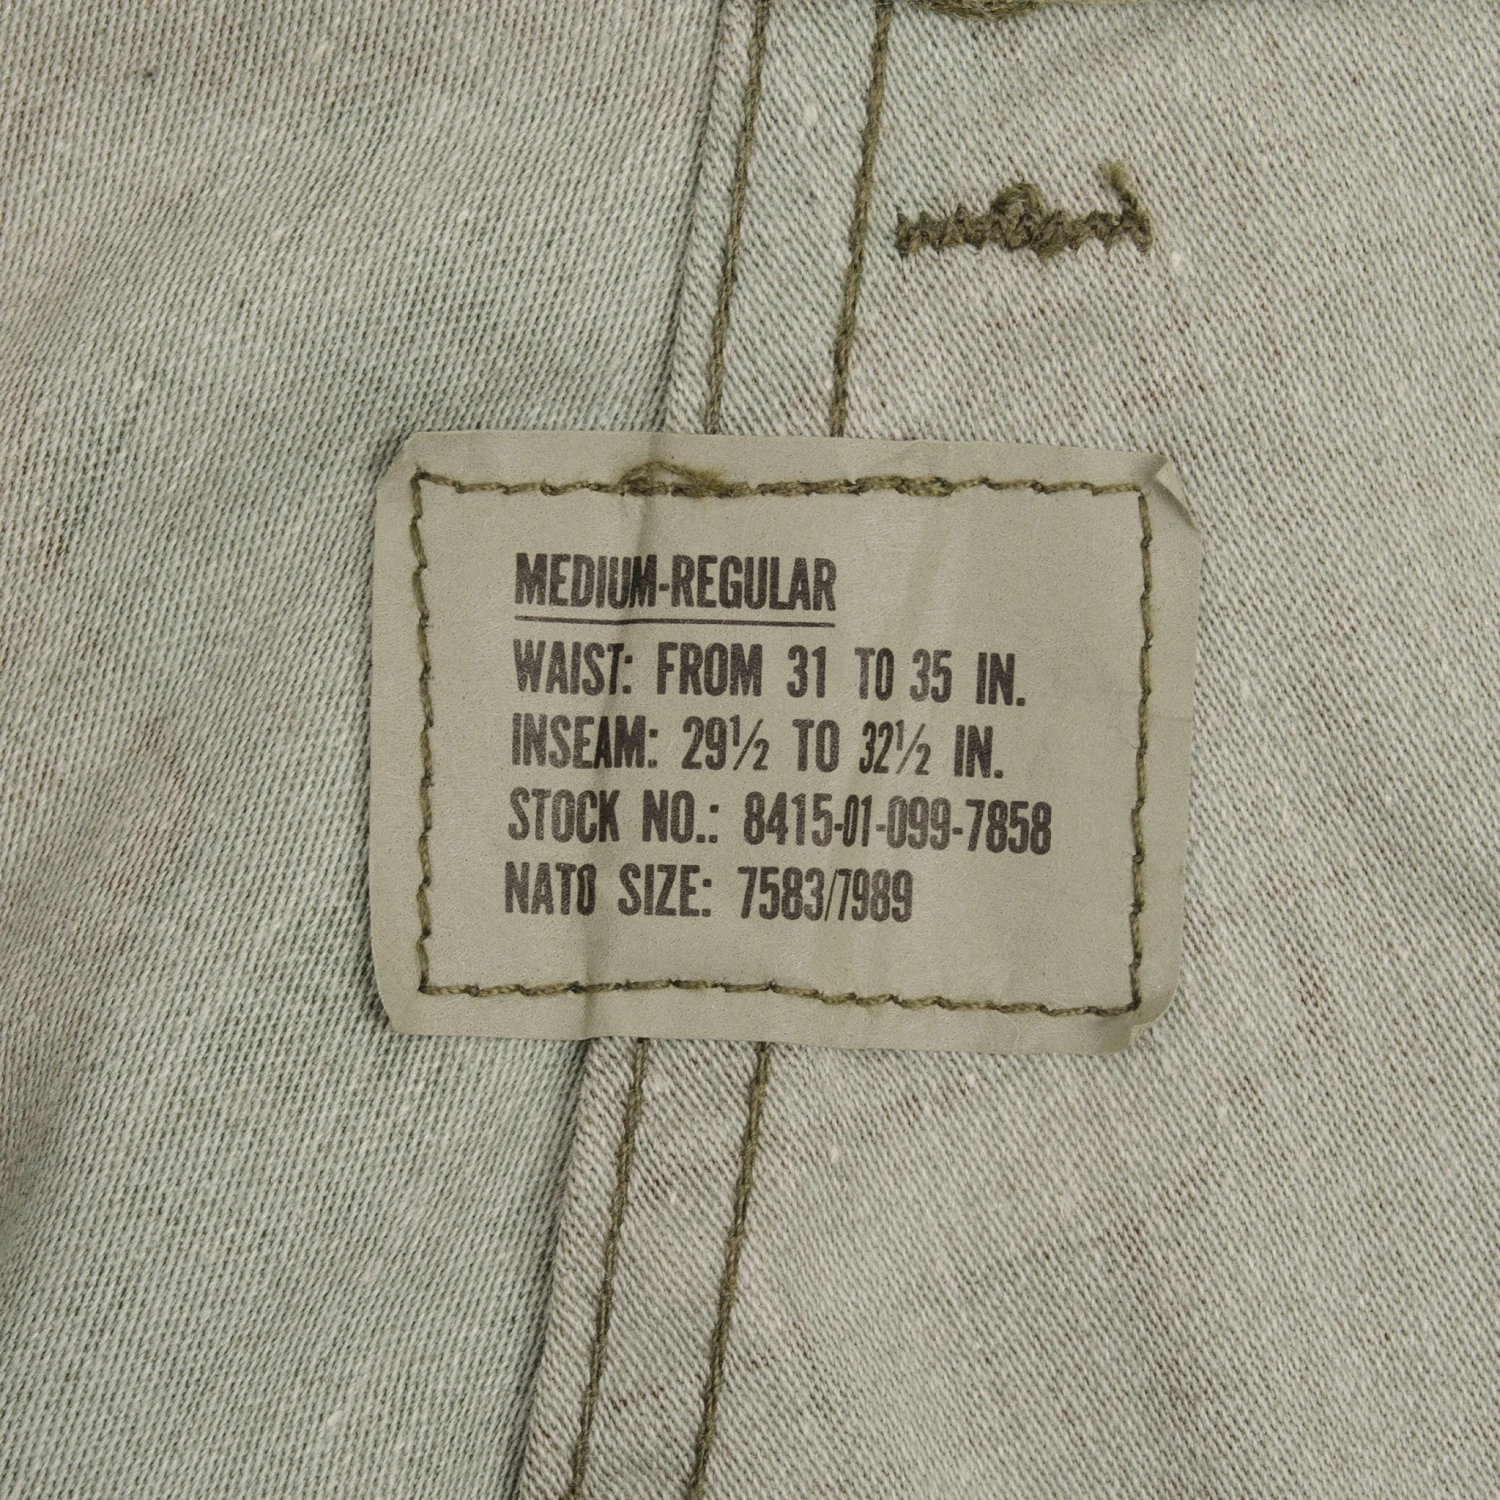 MEDIUM-REGULAR
WAIST: FROM 31 TO 35 IN.
INSEAM: 29½ TO 32½ IN.
STOCK NO.: 8415-01-099-7858
NATO SIZE: 7583/7989